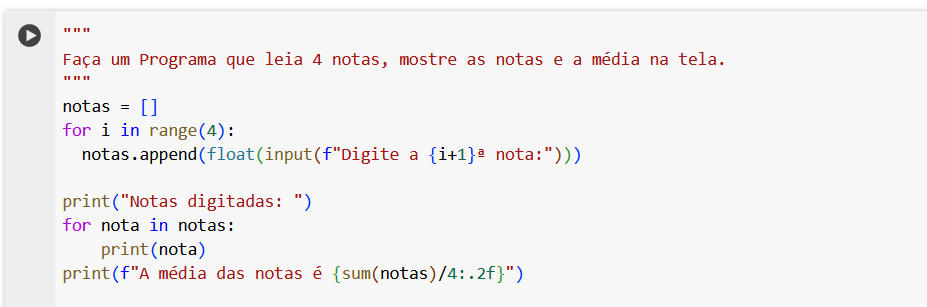 """
Faça um Programa que leia 4 notas, mostre as notas e a média na tela.
"""
notas = []
for i in range(4):
  notas.append(float(input(f"Digite a {i+1}ª nota:")))

print("Notas digitadas: ")
for nota in notas:
    print(nota)
print(f"A média das notas é {sum(notas)/4:.2f}")